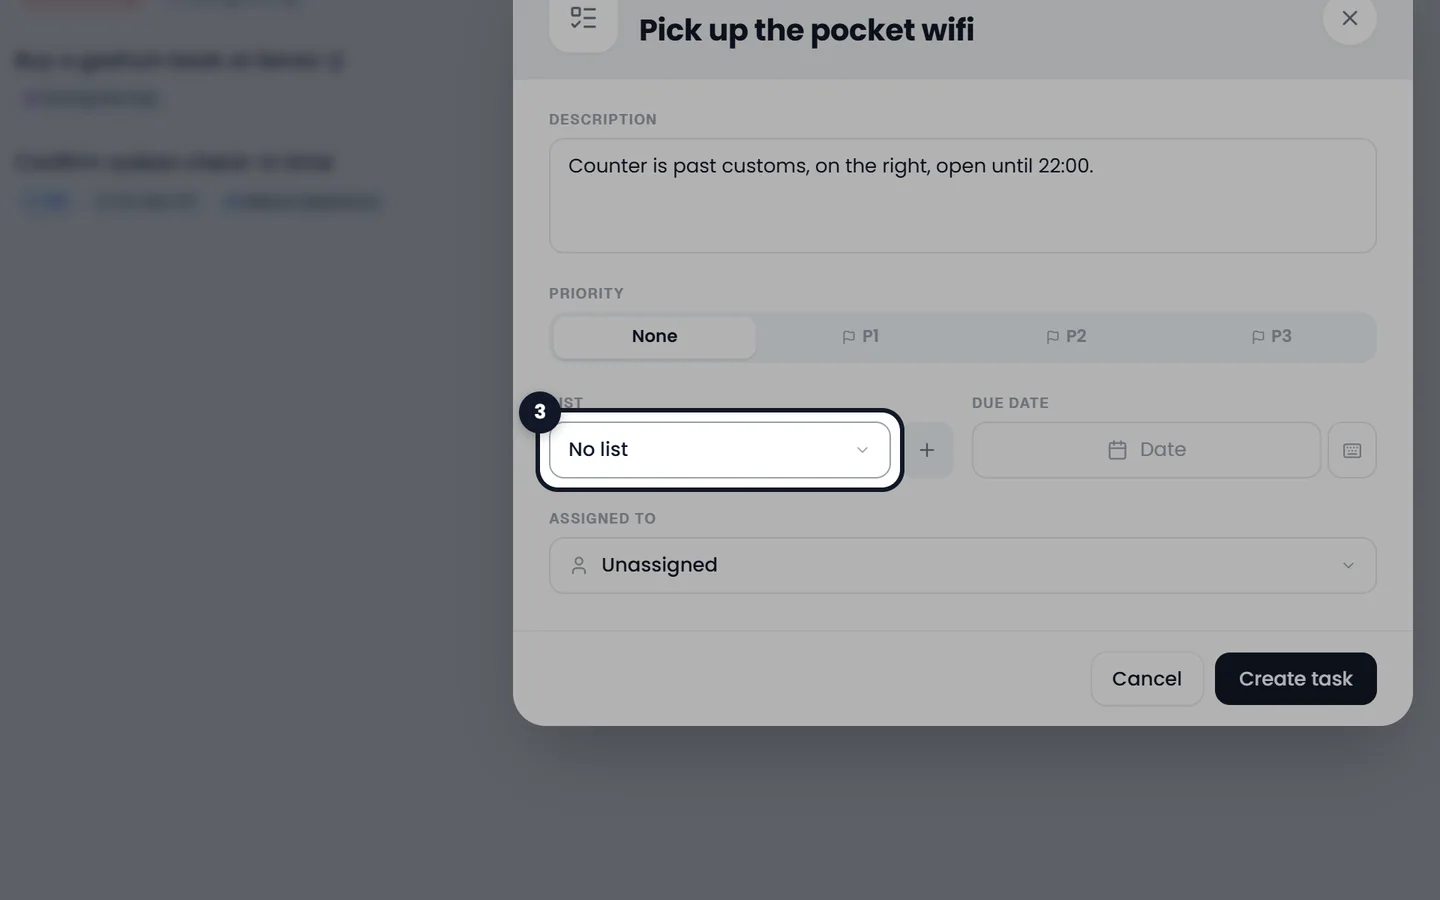 Pick up the pocket wifi
DESCRIPTION
Counter is past customs, on the right, open until 22:00.
PRIORITY
None
P1
P2
P3
3
DUE DATE
No list
Date
ASSIGNED TO
Unassigned
Cancel
Create task